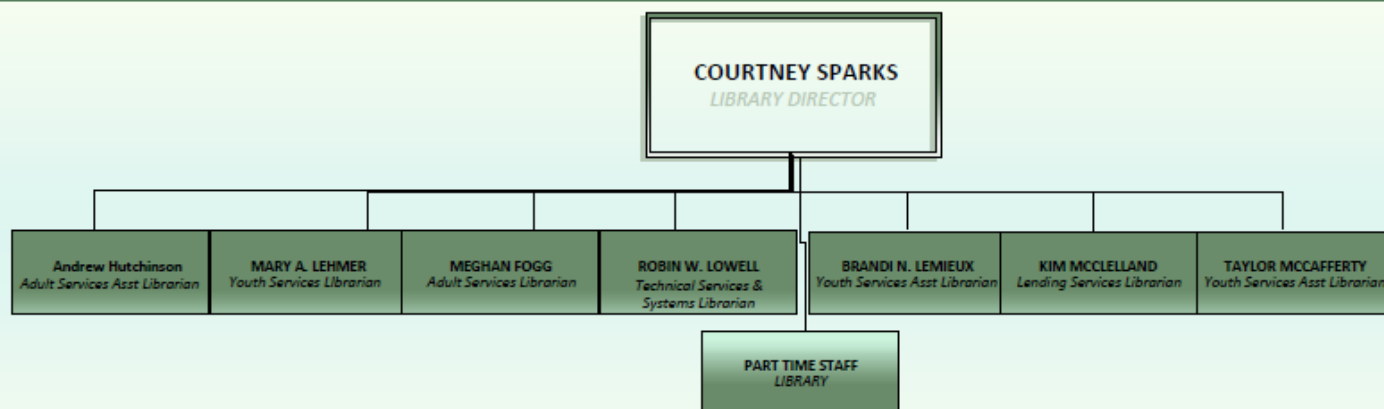 COURTNEY SPARKS
LIBRARY DIRECTOR
Andrew Hutchinson
Adult Services Asst Librarian
MARY A. LEHMER
Youth Services Librarian
MEGHAN FOGG
Adult Services Librarian
ROBIN W. LOWELL
Technical Services &
Systems Librarian
BRANDI N. LEMIEUX
Youth Services Asst Librarian
KIM MCCLELLAND
Lending Services Librarian
TAYLOR MCCAFFERTY
Youth Services Asst Librarian
PART TIME STAFF
LIBRARY